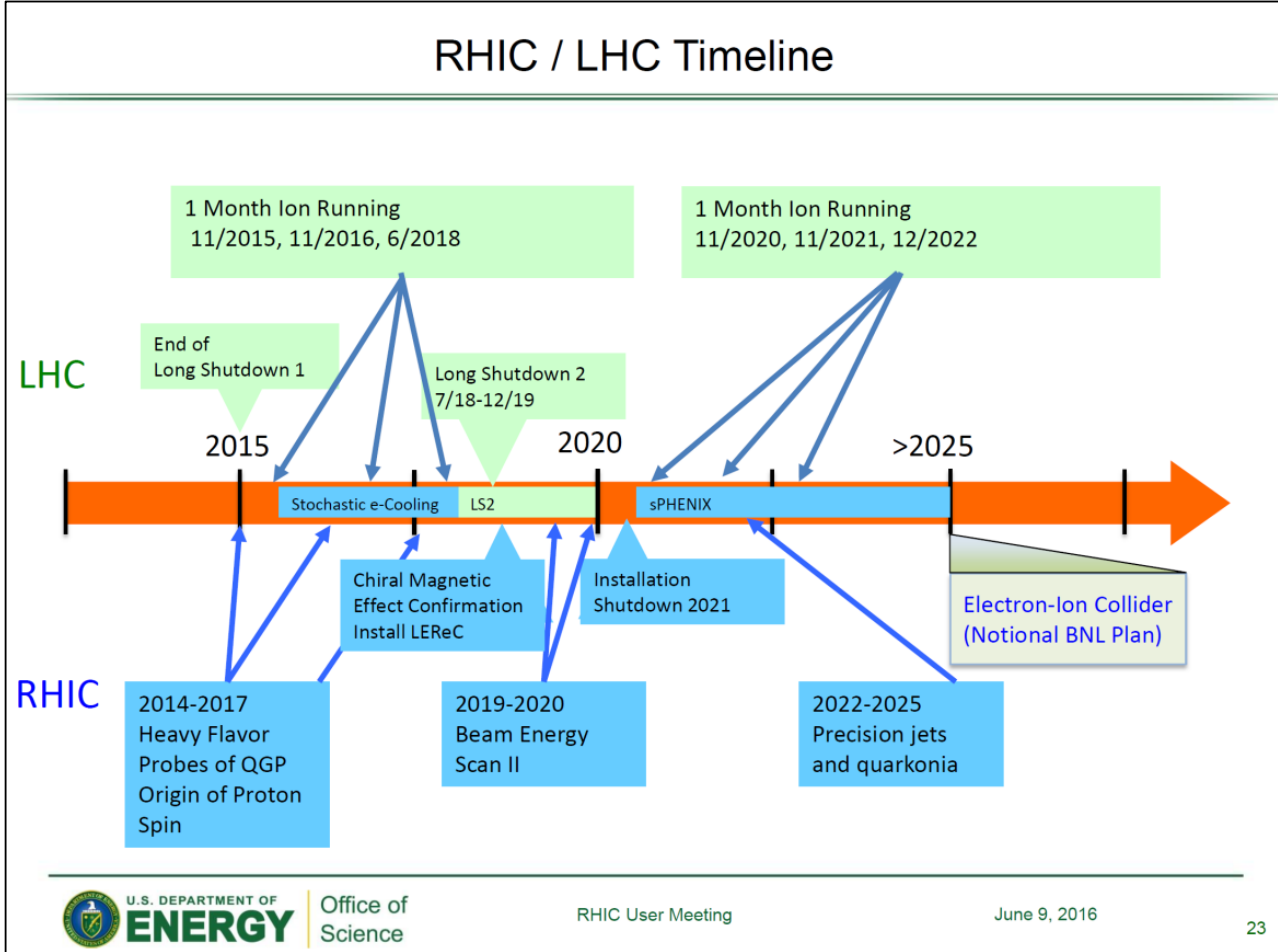 RHIC / LHC Timeline
1 Month Ion Running
11/2015, 11/2016, 6/2018
1 Month Ion Running
11/2020, 11/2021, 12/2022
End of
Long Shutdown 1
LHC
Long Shutdown 2
7/18-12/19
2015
2020
>2025
Stochastic e-Cooling
LS2
sPHENIX
Chiral Magnetic
Effect Confirmation
Install LEReC
Installation
Shutdown 2021
Electron-Ion Collider
(Notional BNL Plan)
RHIC
2014-2017
Heavy Flavor
Probes of QGP
Origin of Proton
Spin
2019-2020
Beam Energy
Scan II
2022-2025
Precision jets
and quarkonia
U.S. DEPARTMENT OF
ENERGY
Office of
Science
RHIC User Meeting
June 9, 2016
23